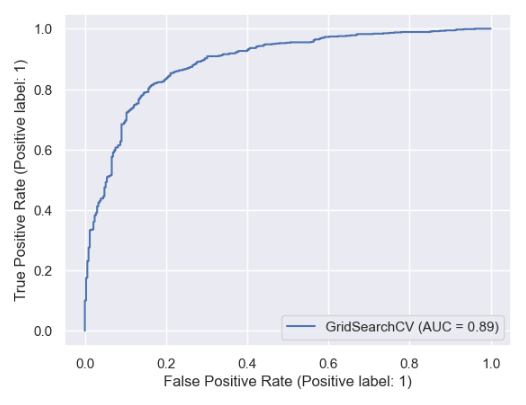 1.0
0.8
0.6
0.4
0.2
0.0
True Positive Rate (Positive label: 1)
GridSearchCV (AUC = 0.89)
0.0 0.2 0.4 0.6 0.8 1.0
False Positive Rate (Positive label: 1)